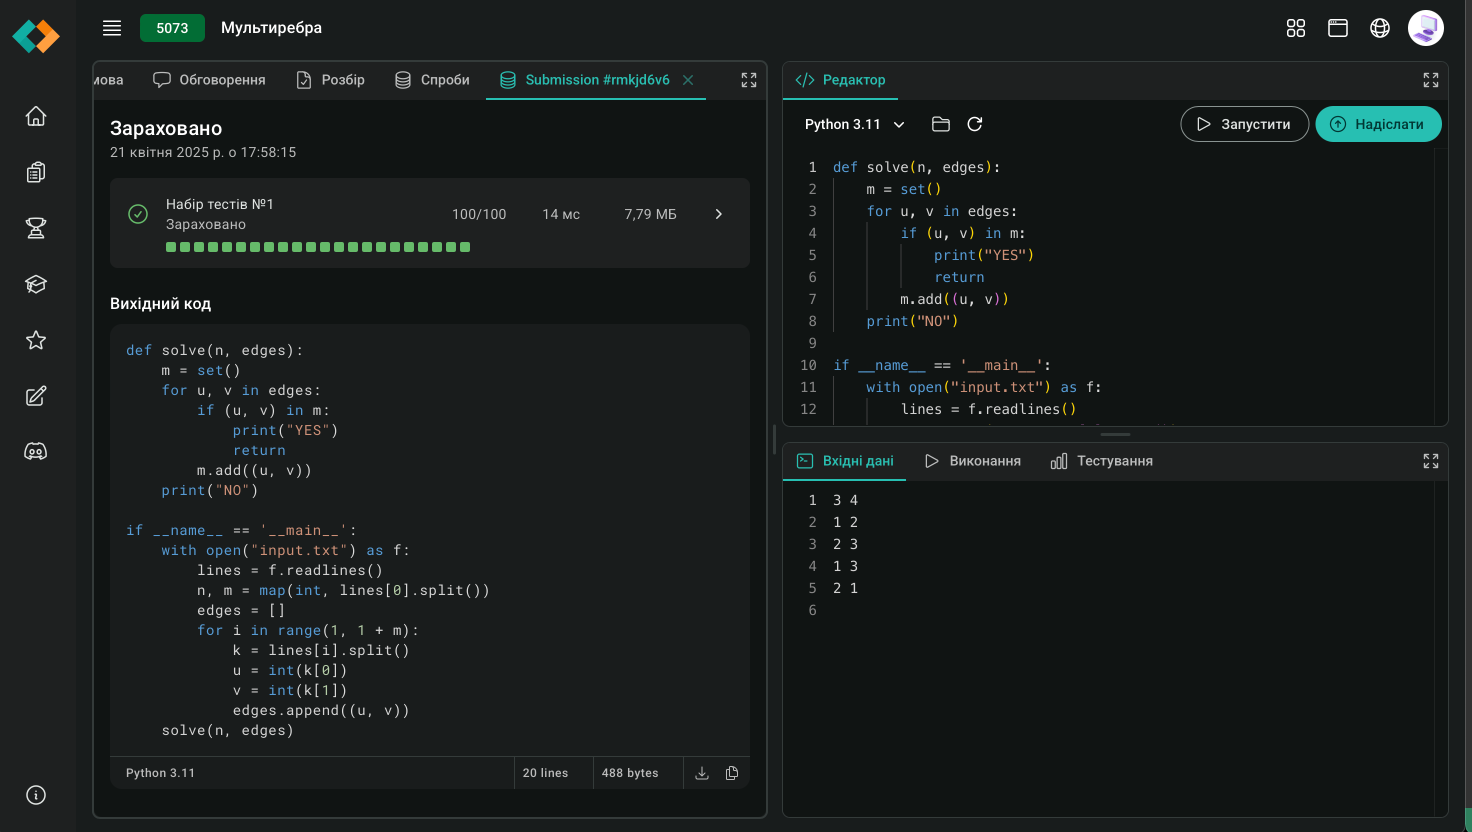 5073 Мультиребра
Обговорення Розбір Спроби Submission #rmkjd6v6
Зараховано
21 квітня 2025 р. о 17:58:15
Набір тестів №1
Зараховано
100/100 14 мс 7,79 МБ
Вихідний код
def solve(n, edges):
    m = set()
    for u, v in edges:
        if (u, v) in m:
            print("YES")
            return
        m.add((u, v))
    print("NO")
if __name__ == '__main__':
    with open("input.txt") as f:
        lines = f.readlines()
        n, m = map(int, lines[0].split())
        edges = []
        for i in range(1, 1 + m):
            k = lines[i].split()
            u = int(k[0])
            v = int(k[1])
            edges.append((u, v))
    solve(n, edges)
Python 3.11 20 lines 488 bytes
Редактор
Python 3.11 Запустити Надіслати
1 def solve(n, edges):
2     m = set()
3     for u, v in edges:
4         if (u, v) in m:
5             print("YES")
6             return
7         m.add((u, v))
8     print("NO")
9
10 if __name__ == '__main__':
11     with open("input.txt") as f:
12         lines = f.readlines()
Вхідні дані Виконання Тестування
1 3 4
2 1 2
3 2 3
4 1 3
5 2 1
6